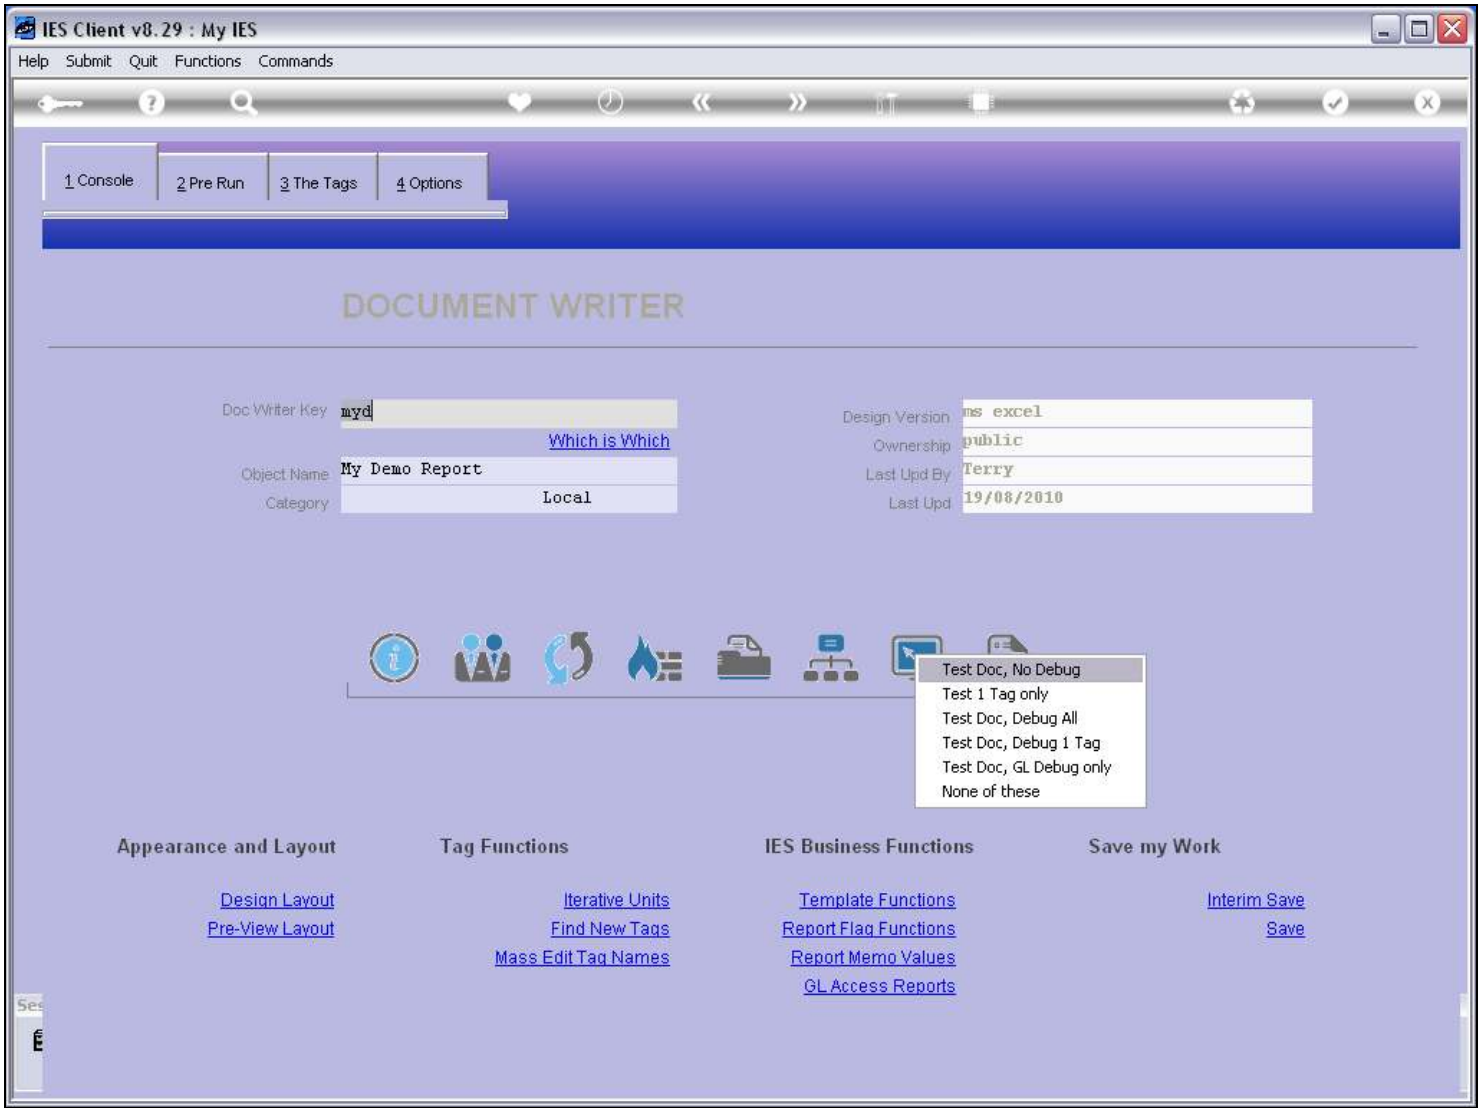 IES Client v8.29 : My IES
Help Submit Quit Functions Commands
1 Console 2 Pre Run 3 The Tags 4 Options
DOCUMENT WRITER
Doc Writer Key myd
Which is Which
Object Name My Demo Report
Category Local
Design Version ms excel
Ownership public
Last Upd By Terry
Last Upd 19/08/2010
Test Doc, No Debug
Test 1 Tag only
Test Doc, Debug All
Test Doc, Debug 1 Tag
Test Doc, GL Debug only
None of these
Appearance and Layout
Design Layout
Pre-View Layout
Tag Functions
Iterative Units
Find New Tags
Mass Edit Tag Names
IES Business Functions
Template Functions
Report Flag Functions
Report Memo Values
GL Access Reports
Save my Work
Interim Save
Save